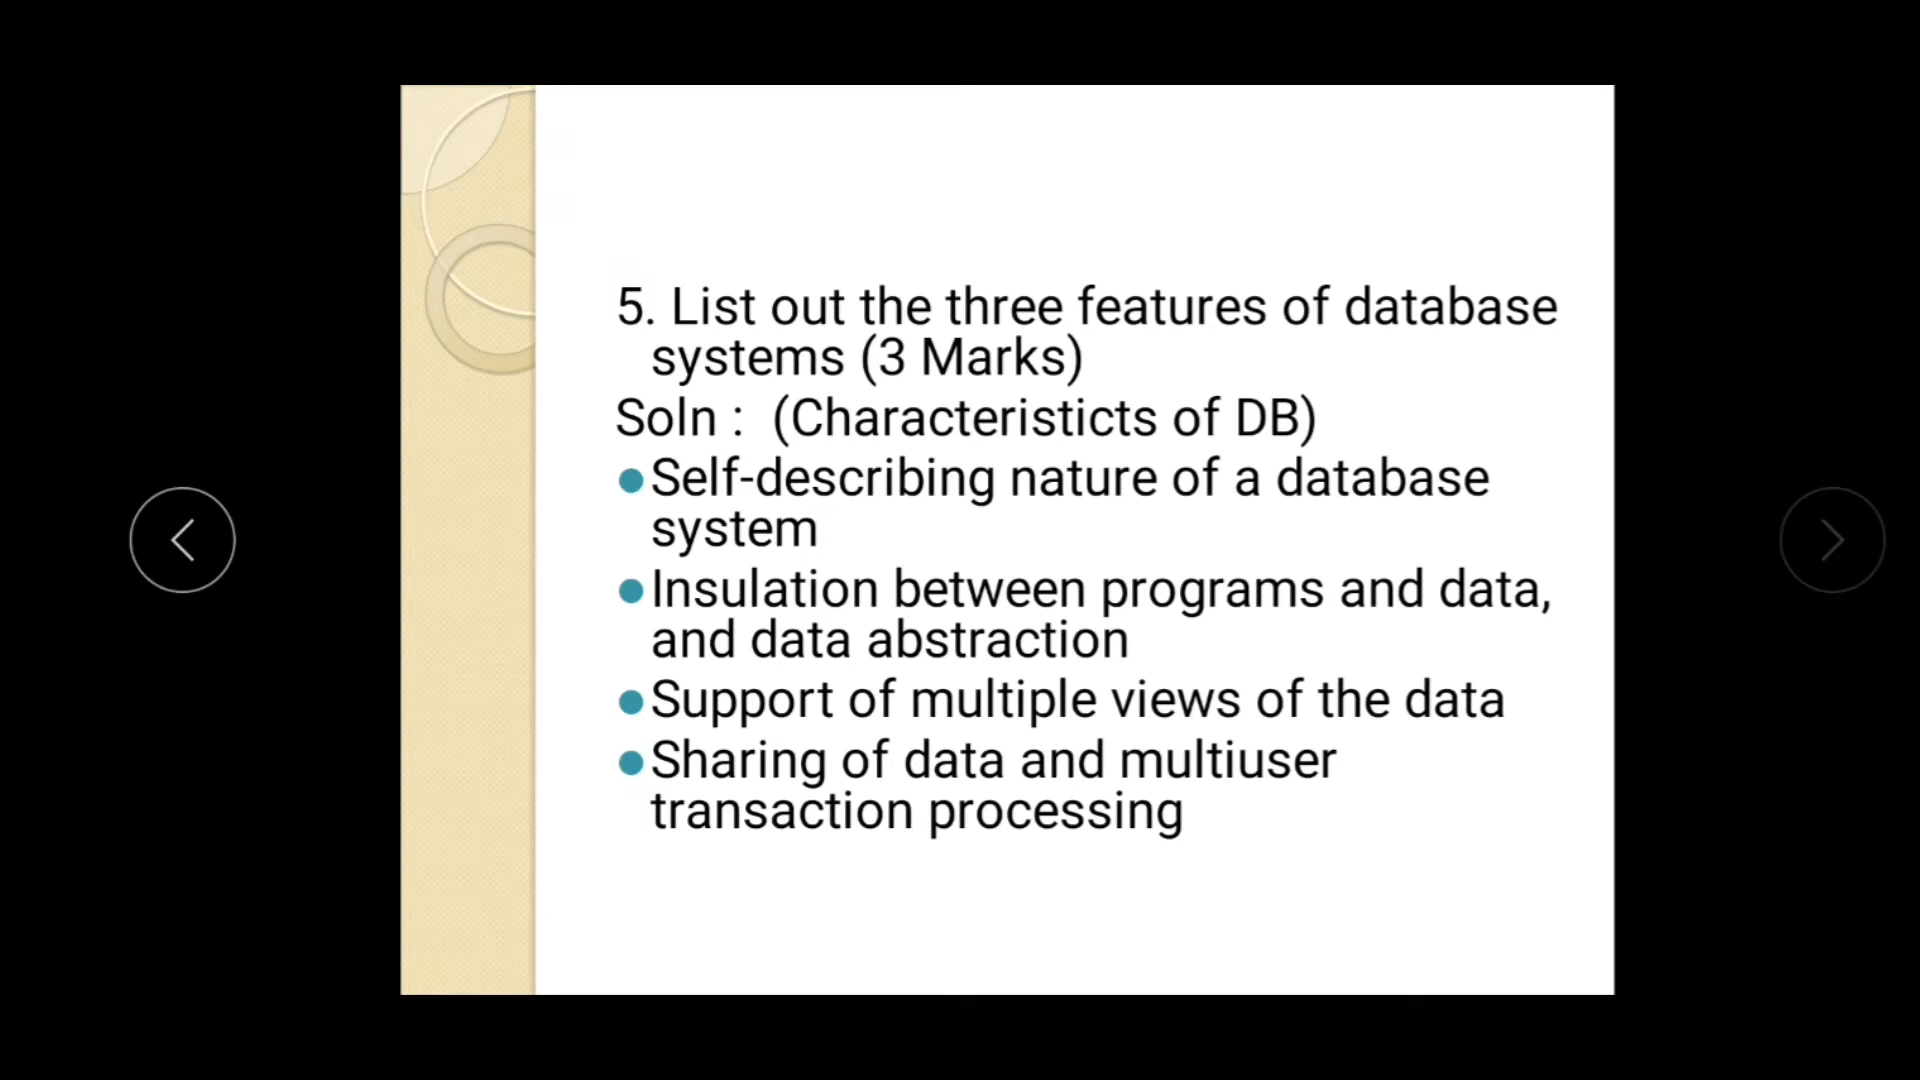 5. List out the three features of database
systems (3 Marks)
Soln :  (Characteristicts of DB)
●Self-describing nature of a database
system
●Insulation between programs and data,
and data abstraction
●Support of multiple views of the data
●Sharing of data and multiuser
transaction processing